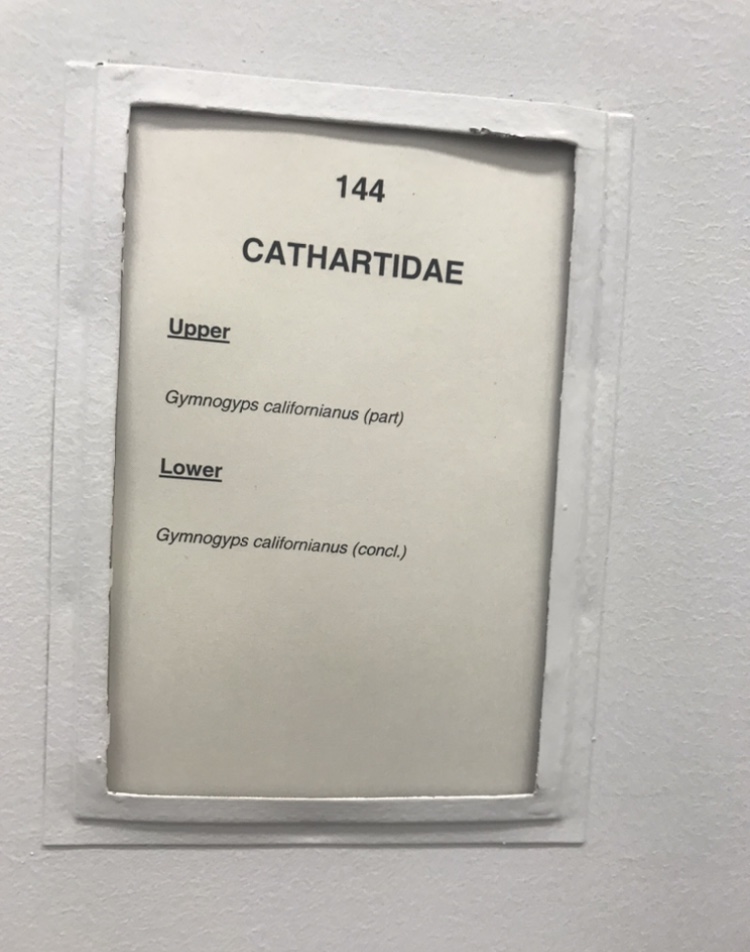 144
CATHARTIDAE
Upper
Gymnogyps californianus (part)
Lower
Gymnogyps californianus (concl.)